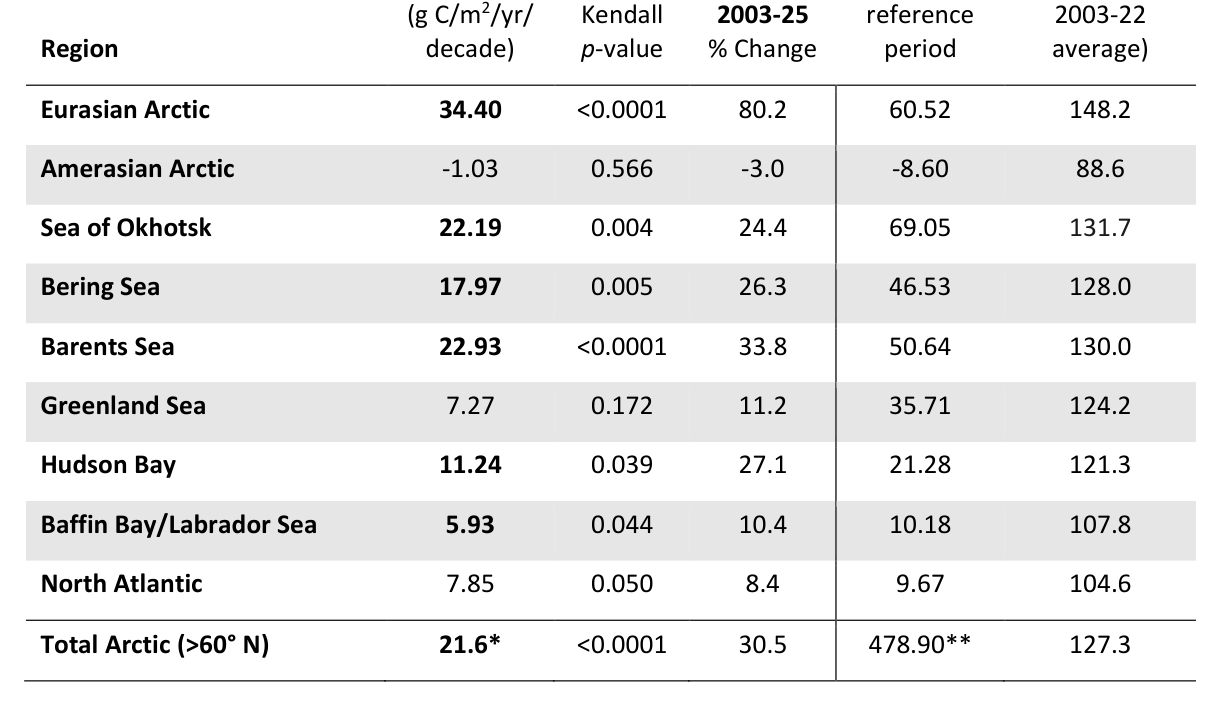 (g C/m²/yr/ Kendall 2003-25 reference 2003-22
Region decade) p-value % Change period average)
Eurasian Arctic 34.40 <0.0001 80.2 60.52 148.2
Amerasian Arctic -1.03 0.566 -3.0 -8.60 88.6
Sea of Okhotsk 22.19 0.004 24.4 69.05 131.7
Bering Sea 17.97 0.005 26.3 46.53 128.0
Barents Sea 22.93 <0.0001 33.8 50.64 130.0
Greenland Sea 7.27 0.172 11.2 35.71 124.2
Hudson Bay 11.24 0.039 27.1 21.28 121.3
Baffin Bay/Labrador Sea 5.93 0.044 10.4 10.18 107.8
North Atlantic 7.85 0.050 8.4 9.67 104.6
Total Arctic (>60° N) 21.6* <0.0001 30.5 478.90** 127.3